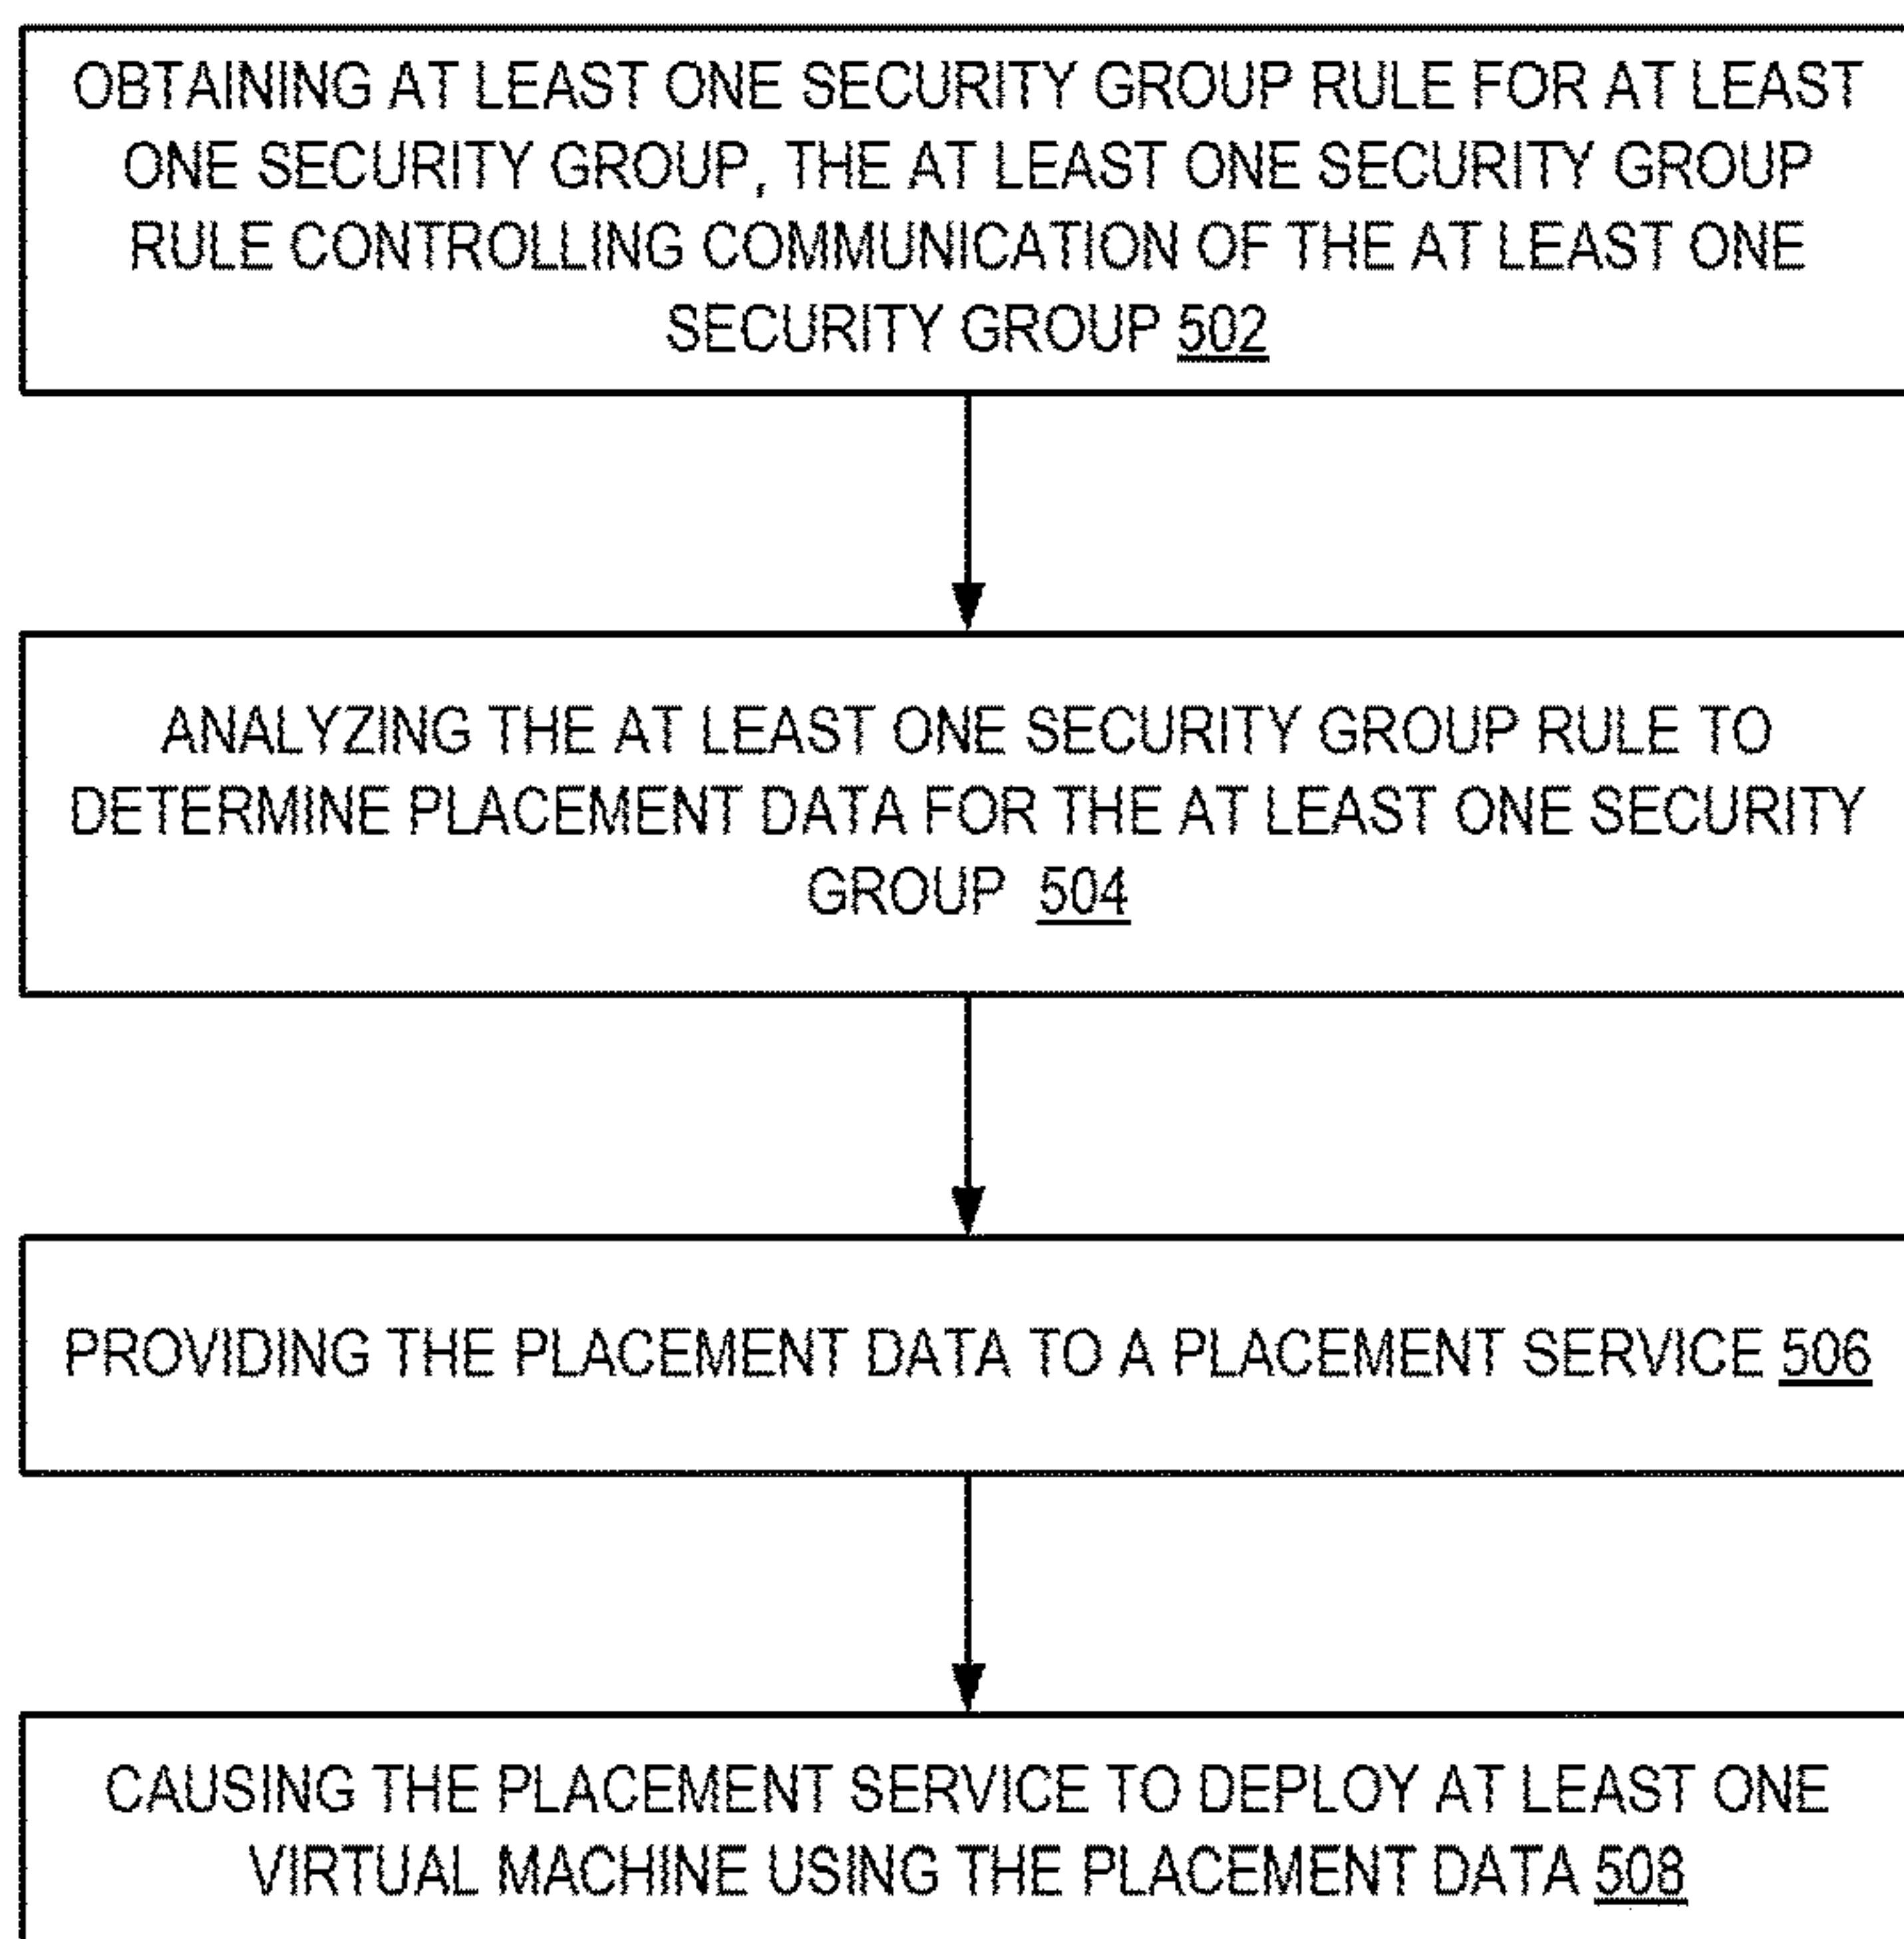 OBTAINING AT LEAST ONE SECURITY GROUP RULE FOR AT LEAST
ONE SECURITY GROUP, THE AT LEAST ONE SECURITY GROUP
RULE CONTROLLING COMMUNICATION OF THE AT LEAST ONE
SECURITY GROUP 502
ANALYZING THE AT LEAST ONE SECURITY GROUP RULE TO
DETERMINE PLACEMENT DATA FOR THE AT LEAST ONE SECURITY
GROUP 504
PROVIDING THE PLACEMENT DATA TO A PLACEMENT SERVICE 506
CAUSING THE PLACEMENT SERVICE TO DEPLOY AT LEAST ONE
VIRTUAL MACHINE USING THE PLACEMENT DATA 508